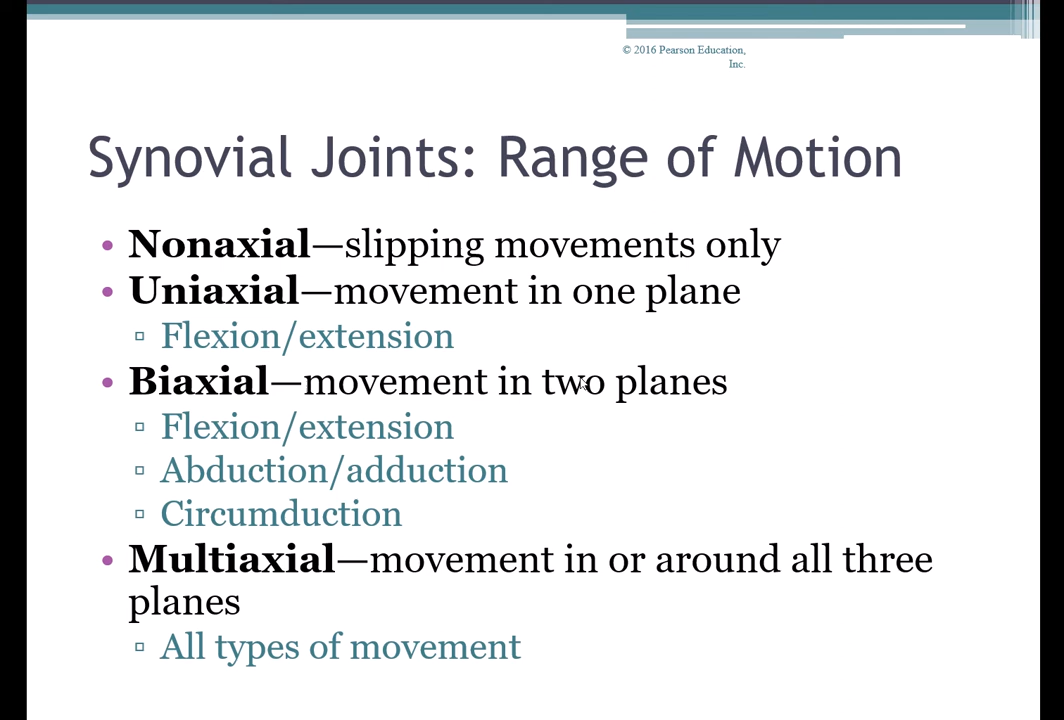 © 2016 Pearson Education,
Inc.
Synovial Joints: Range of Motion
• Nonaxial—slipping movements only
• Uniaxial—movement in one plane
▫ Flexion/extension
• Biaxial—movement in two planes
▫ Flexion/extension
▫ Abduction/adduction
▫ Circumduction
• Multiaxial—movement in or around all three
planes
▫ All types of movement